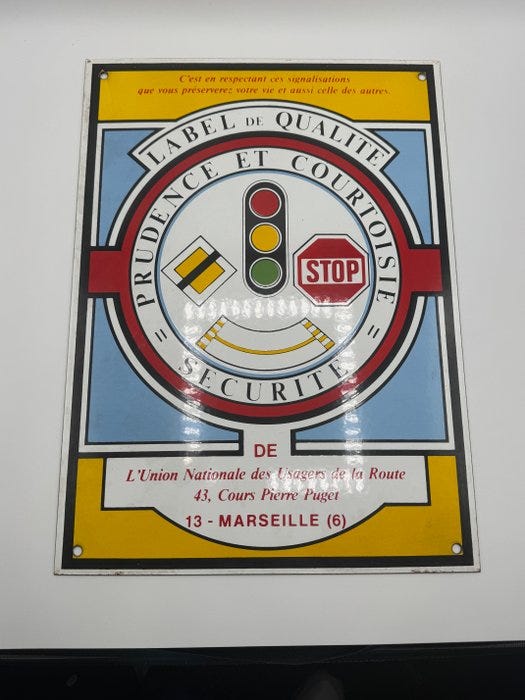 C'est en respectant ces signalisations
que vous préserverez votre vie et aussi celle des autres.
LABEL DE QUALITE
PRUDENCE ET COURTOISIE
STOP
= SECURITE =
DE
L'Union Nationale des Usagers de la Route
43, Cours Pierre Puget
13 - MARSEILLE (6)